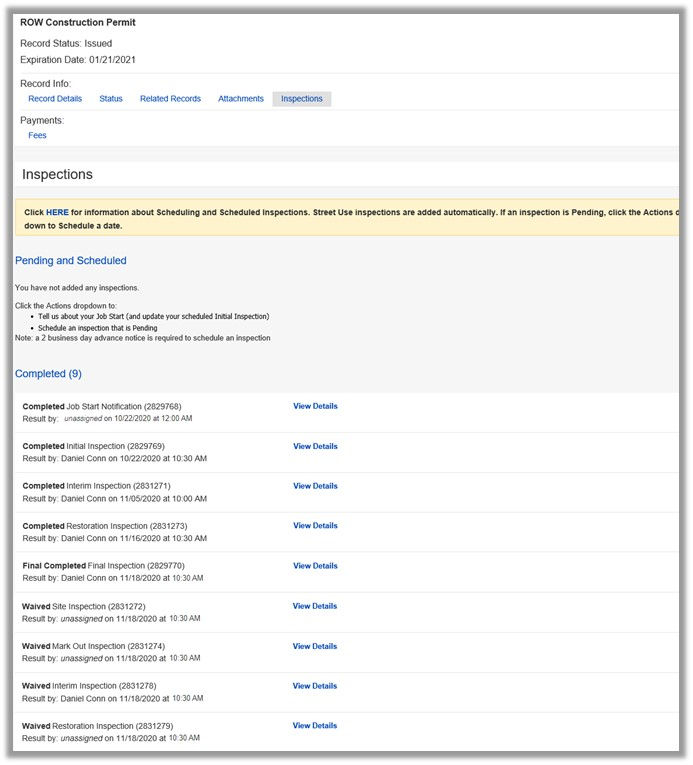 ROW Construction Permit
Record Status: Issued
Expiration Date: 01/21/2021
Record Info:
Record Details Status Related Records Attachments Inspections
Payments:
Fees
Inspections
Click HERE for information about Scheduling and Scheduled Inspections. Street Use inspections are added automatically. If an inspection is Pending, click the Actions
down to Schedule a date.
Pending and Scheduled
You have not added any inspections.
Click the Actions dropdown to:
• Tell us about your Job Start (and update your scheduled Initial Inspection)
• Schedule an inspection that is Pending
Note: a 2 business day advance notice is required to schedule an inspection
Completed (9)
Completed Job Start Notification (2829768) View Details
Result by: unassigned on 10/22/2020 at 12:00 AM
Completed Initial Inspection (2829769) View Details
Result by: Daniel Conn on 10/22/2020 at 10:30 AM
Completed Interim Inspection (2831271) View Details
Result by: Daniel Conn on 11/05/2020 at 10:00 AM
Completed Restoration Inspection (2831273) View Details
Result by: Daniel Conn on 11/16/2020 at 10:30 AM
Final Completed Final Inspection (2829770) View Details
Result by: Daniel Conn on 11/18/2020 at 10:30 AM
Waived Site Inspection (2831272) View Details
Result by: unassigned on 11/18/2020 at 10:30 AM
Waived Mark Out Inspection (2831274) View Details
Result by: unassigned on 11/18/2020 at 10:30 AM
Waived Interim Inspection (2831278) View Details
Result by: Daniel Conn on 11/18/2020 at 10:30 AM
Waived Restoration Inspection (2831279) View Details
Result by: unassigned on 11/18/2020 at 10:30 AM